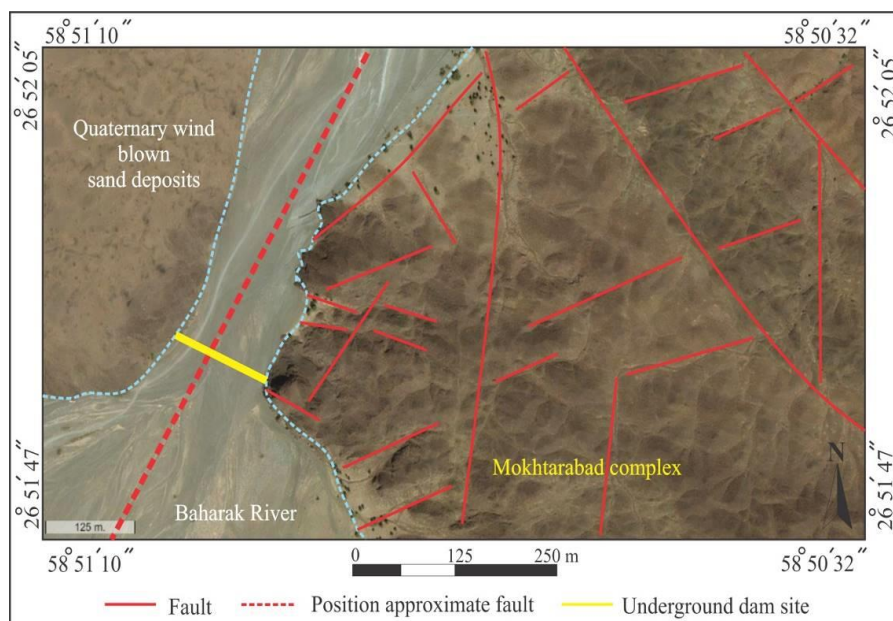 58°51′10″
58°50′32″
26°52′05″
26°52′05″
Quaternary wind
blown
sand deposits
Mokhtarabad complex
N
26°51′47″
26°51′47″
Baharak River
125 m.
58°51′10″
58°50′32″
0 125 250 m
Fault
Position approximate fault
Underground dam site